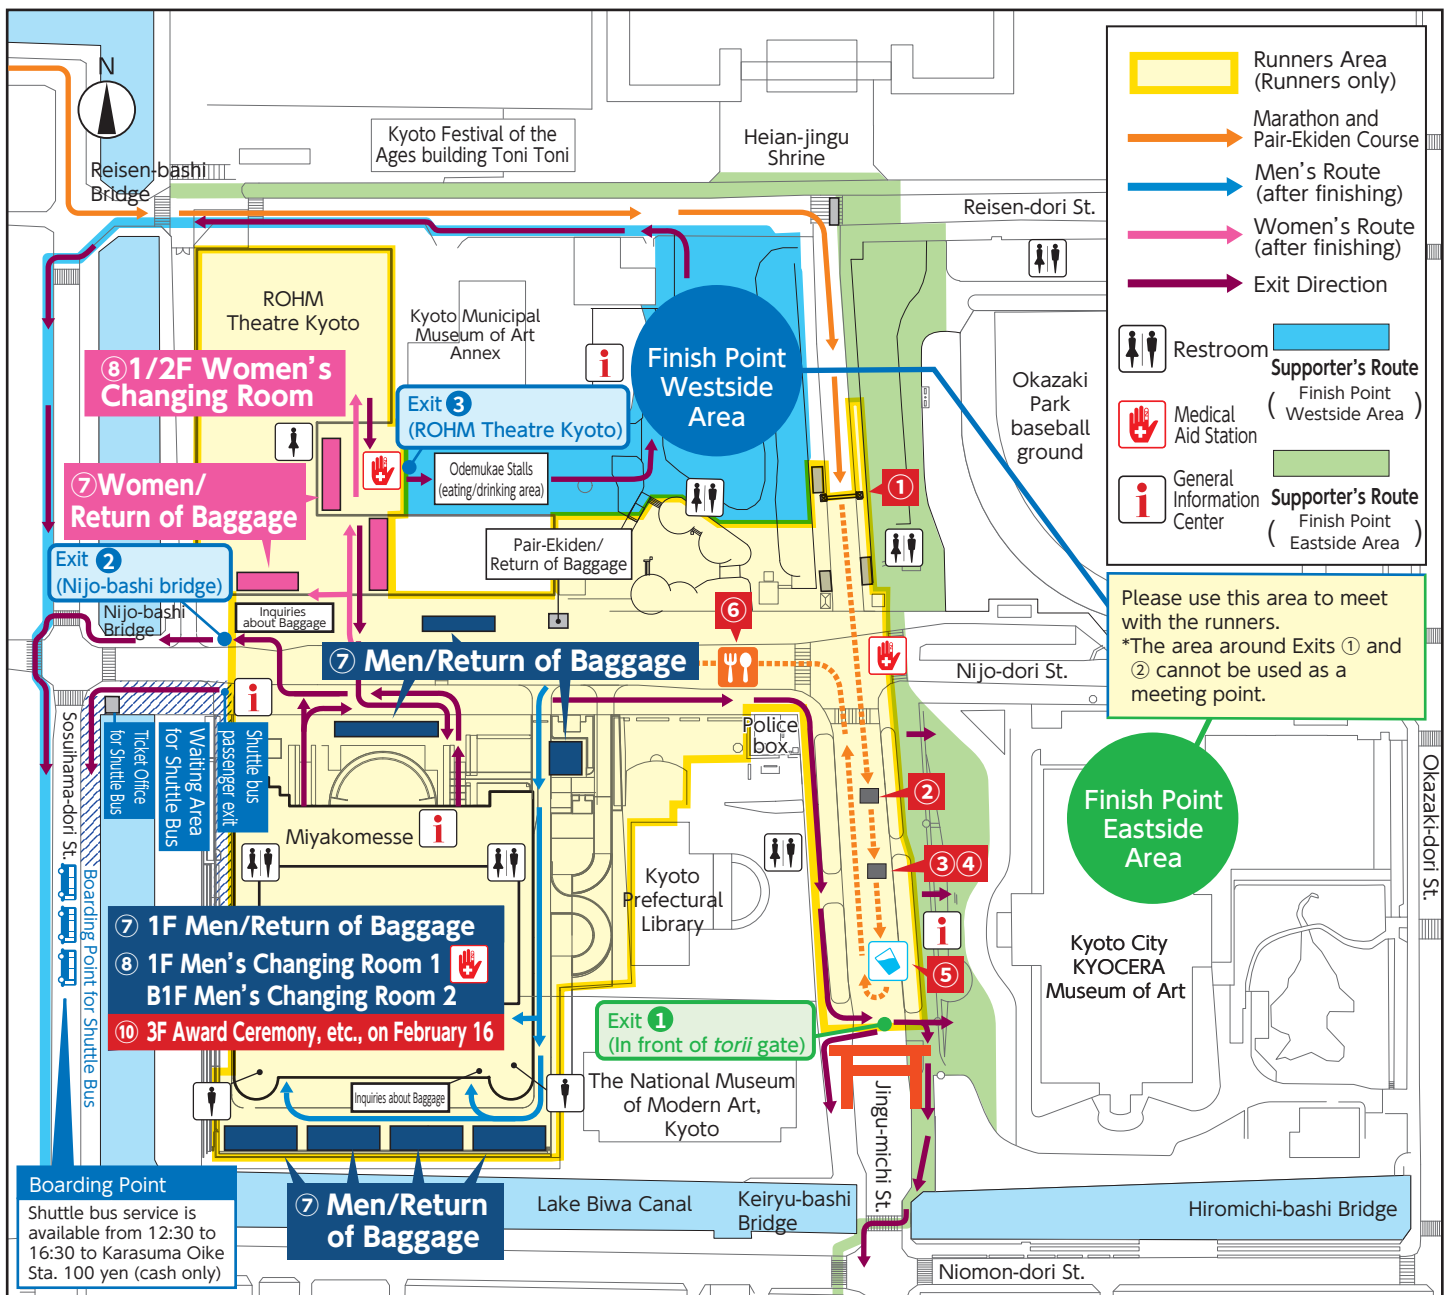 N
Reisen-bashi
Bridge
Kyoto Festival of the
Ages building Toni Toni
Heian-jingu
Shrine
Reisen-dori St.
Runners Area
(Runners only)
Marathon and
Pair-Ekiden Course
Men's Route
(after finishing)
Women's Route
(after finishing)
Exit Direction
Restroom
Supporter's Route
( Finish Point
Westside Area )
Medical
Aid Station
i
General
Information
Center
Supporter's Route
( Finish Point
Eastside Area )
ROHM
Theatre Kyoto
Kyoto Municipal
Museum of Art
Annex
i
Finish Point
Westside
Area
Okazaki
Park
baseball
ground
⑧1/2F Women's
Changing Room
Exit ❸
(ROHM Theatre Kyoto)
Odemukae Stalls
(eating/drinking area)
①
⑦Women/
Return of Baggage
Pair-Ekiden/
Return of Baggage
Exit ❷
(Nijo-bashi bridge)
Nijo-bashi
Bridge
Inquiries
about Baggage
⑥
Please use this area to meet
with the runners.
*The area around Exits ① and
② cannot be used as a
meeting point.
⑦ Men/Return of Baggage
Nijo-dori St.
i
Police
box
Sosuihama-dori St.
Ticket Office
for Shuttle Bus
Waiting Area
for Shuttle Bus
Shuttle bus
passenger exit
②
Finish Point
Eastside
Area
Okazaki-dori St.
Miyakomesse
i
③④
Kyoto
Prefectural
Library
i
Boarding Point for Shuttle Bus
⑦ 1F Men/Return of Baggage
⑧ 1F Men's Changing Room 1
B1F Men's Changing Room 2
⑩ 3F Award Ceremony, etc., on February 16
⑤
Kyoto City
KYOCERA
Museum of Art
Exit ❶
(In front of torii gate)
Inquiries about Baggage
The National Museum
of Modern Art,
Kyoto
Jingu-michi St.
Boarding Point
Shuttle bus service is
available from 12:30 to
16:30 to Karasuma Oike
Sta. 100 yen (cash only)
⑦ Men/Return
of Baggage
Lake Biwa Canal
Keiryu-bashi
Bridge
Hiromichi-bashi Bridge
Niomon-dori St.